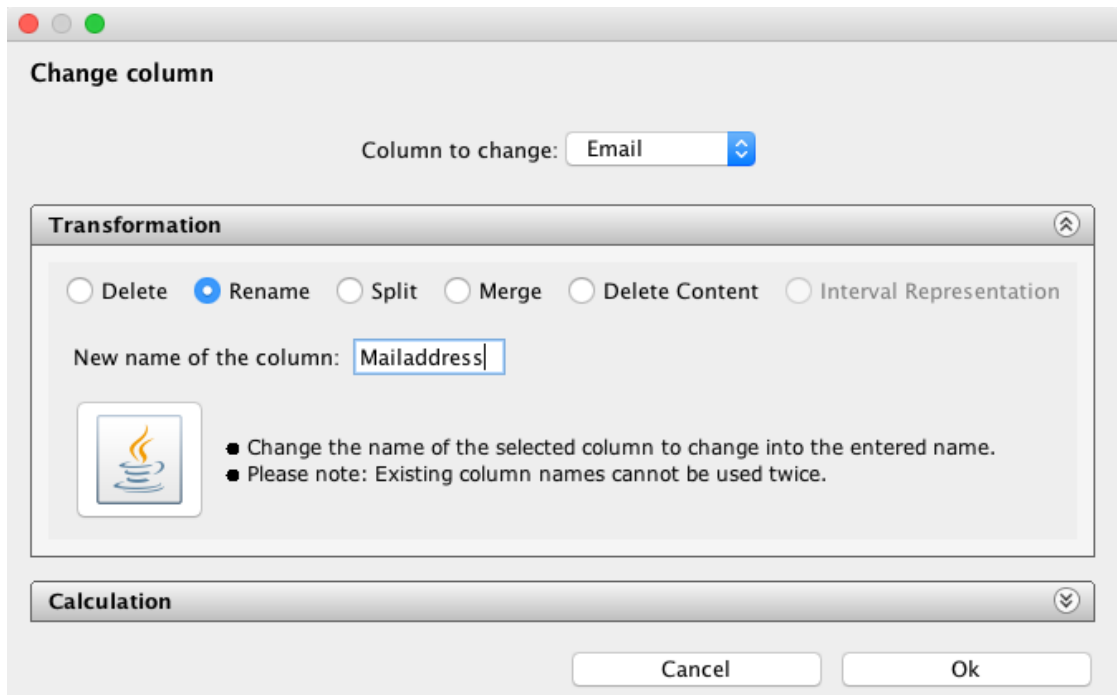 Change column
Column to change: Email
Transformation
Delete Rename Split Merge Delete Content Interval Representation
New name of the column: Mailaddress
Change the name of the selected column to change into the entered name.
Please note: Existing column names cannot be used twice.
Calculation
Cancel Ok